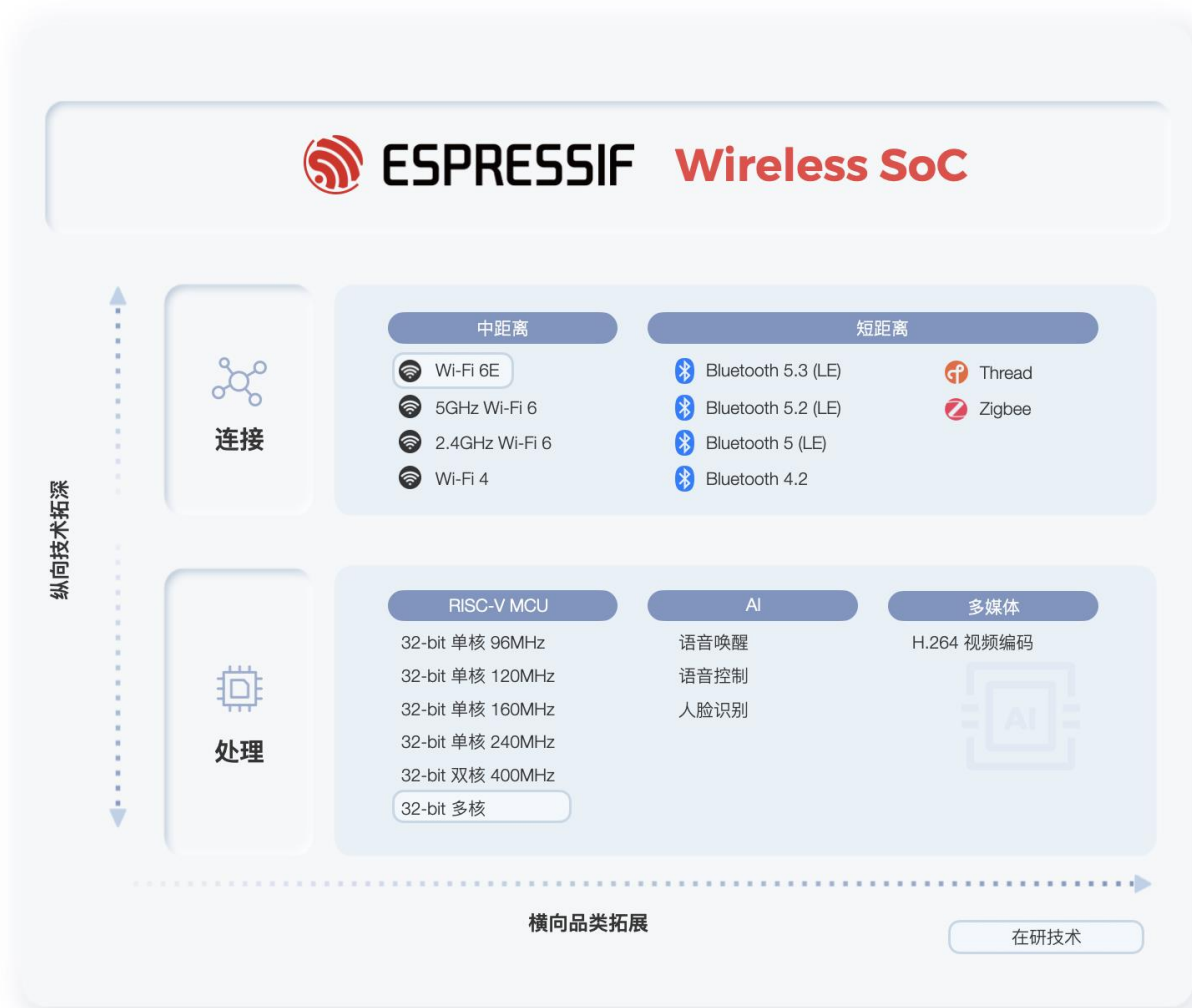 ESPRESSIF Wireless SoC
纵向技术拓深
连接
中距离
Wi-Fi 6E
5GHz Wi-Fi 6
2.4GHz Wi-Fi 6
Wi-Fi 4
短距离
Bluetooth 5.3 (LE)
Bluetooth 5.2 (LE)
Bluetooth 5 (LE)
Bluetooth 4.2
Thread
Zigbee
处理
RISC-V MCU
32-bit 单核 96MHz
32-bit 单核 120MHz
32-bit 单核 160MHz
32-bit 单核 240MHz
32-bit 双核 400MHz
32-bit 多核
AI
语音唤醒
语音控制
人脸识别
多媒体
H.264 视频编码
AI
横向品类拓展
在研技术